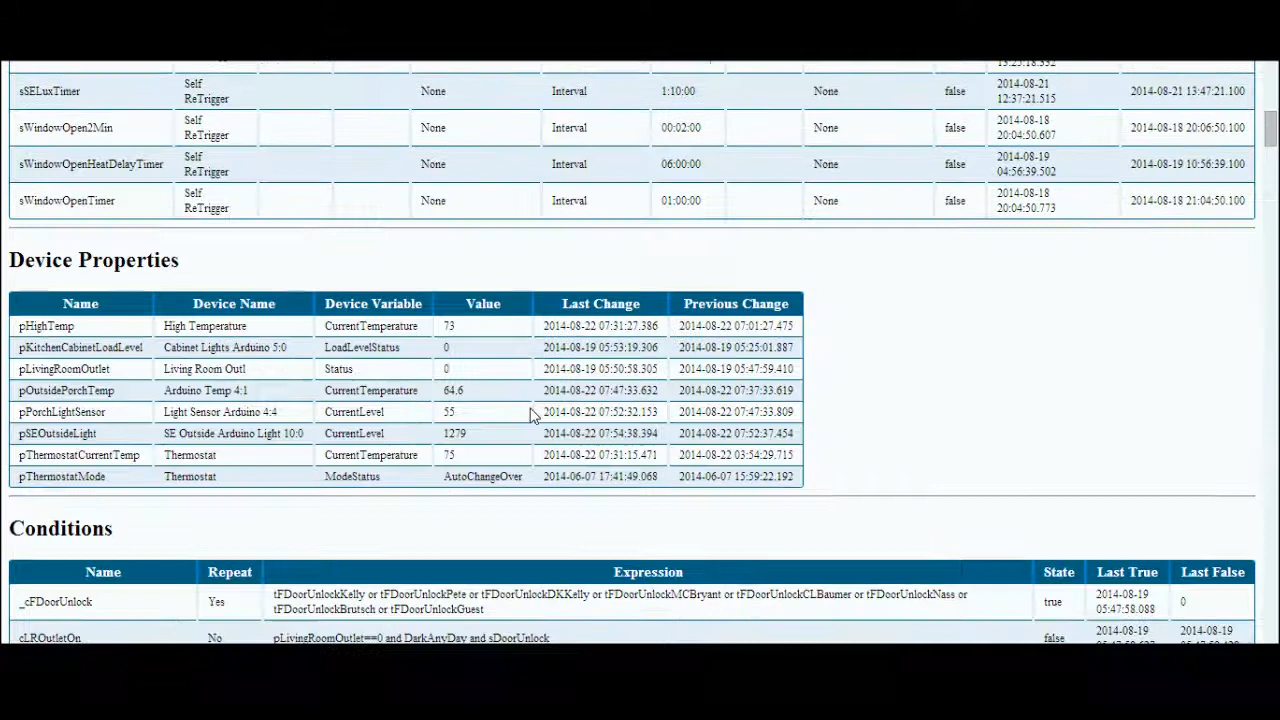 sSELuxTimer Self None Interval 1:10:00 None false 2014-08-21 2014-08-21 13:47:21.100
ReTrigger 12:37:21.515
sWindowOpen2Min Self None Interval 00:02:00 None false 2014-08-18 2014-08-18 20:06:50.100
ReTrigger 20:04:50.607
sWindowOpenHeatDelayTimer Self None Interval 06:00:00 None false 2014-08-19 2014-08-19 10:56:39.100
ReTrigger 04:56:39.502
sWindowOpenTimer Self None Interval 01:00:00 None false 2014-08-18 2014-08-18 21:04:50.100
ReTrigger 20:04:50.773
Device Properties
Name Device Name Device Variable Value Last Change Previous Change
pHighTemp High Temperature CurrentTemperature 73 2014-08-22 07:31:27.386 2014-08-22 07:01:27.475
pKitchenCabinetLoadLevel Cabinet Lights Arduino 5:0 LoadLevelStatus 0 2014-08-19 05:53:19.306 2014-08-19 05:25:01.887
pLivingRoomOutlet Living Room Outl Status 0 2014-08-19 05:50:58.305 2014-08-19 05:47:59.410
pOutsidePorchTemp Arduino Temp 4:1 CurrentTemperature 64.6 2014-08-22 07:47:33.632 2014-08-22 07:37:33.619
pPorchLightSensor Light Sensor Arduino 4:4 CurrentLevel 55 2014-08-22 07:52:32.153 2014-08-22 07:47:33.809
pSEOutsideLight SE Outside Arduino Light 10:0 CurrentLevel 1279 2014-08-22 07:54:38.394 2014-08-22 07:52:37.454
pThermostatCurrentTemp Thermostat CurrentTemperature 75 2014-08-22 07:31:15.471 2014-08-22 03:54:29.715
pThermostatMode Thermostat ModeStatus AutoChangeOver 2014-06-07 17:41:49.068 2014-06-07 15:59:22.192
Conditions
Name Repeat Expression State Last True Last False
_cFDoorUnlock Yes tFDoorUnlockKelly or tFDoorUnlockPete or tFDoorUnlockDKKelly or tFDoorUnlockMCBryant or tFDoorUnlockCLBaumer or tFDoorUnlockNass or true 2014-08-19 0
tFDoorUnlockBrutsch or tFDoorUnlockGuest 05:47:58.088
cLROutletOn No pLivingRoomOutlet==0 and DarkAnyDay and sDoorUnlock false 2014-08-19 2014-08-19